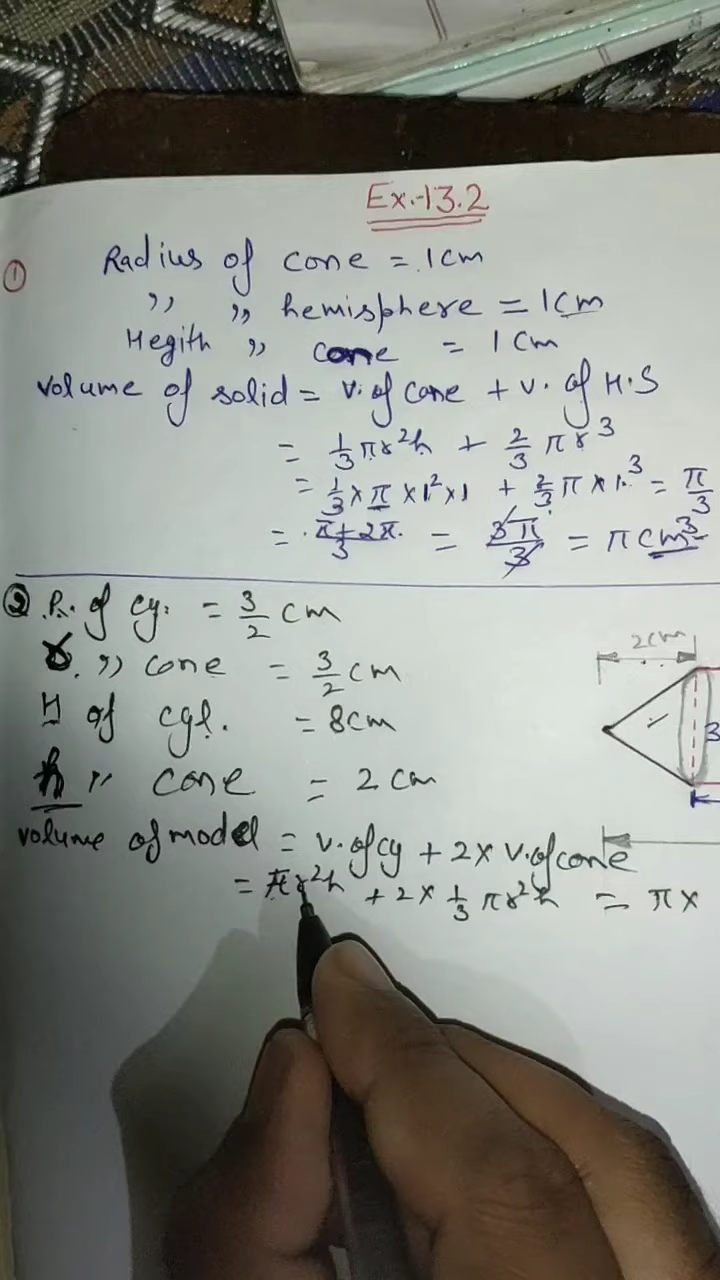 Ex.-13.2
① Radius of cone = 1cm
,, ,, hemisphere = 1cm
Hegith ,, cone = 1cm
volume of solid = v. of cone + v. of H.S
= 1/3 πr²h + 2/3 πr³
= 1/3 × π × 1² × 1 + 2/3 π × 1³ = π/3
= π + 2π/3 = 3π/3 = π cm³
② R. of cy. = 3/2 cm
r. ,, cone = 3/2 cm
H of cyl. = 8cm
h ,, cone = 2 cm
volume of model = v. of cy + 2 × v. of cone
= πr²h + 2 × 1/3 πr²h = π ×
2cm
3